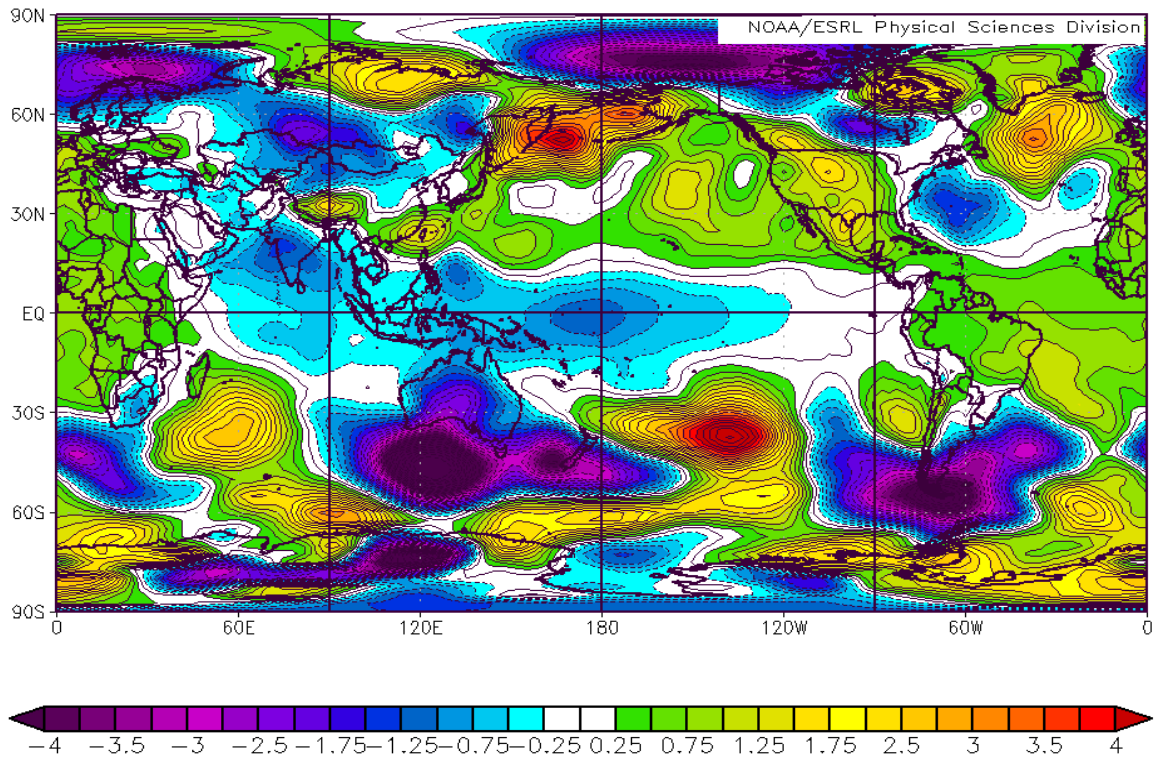 90N
NOAA/ESRL Physical Sciences Division
60N
30N
EQ
30S
60S
90S
0 60E 120E 180 120W 60W 0
−4 −3.5 −3 −2.5 −1.75 −1.25 −0.75 −0.25 0.25 0.75 1.25 1.75 2.5 3 3.5 4